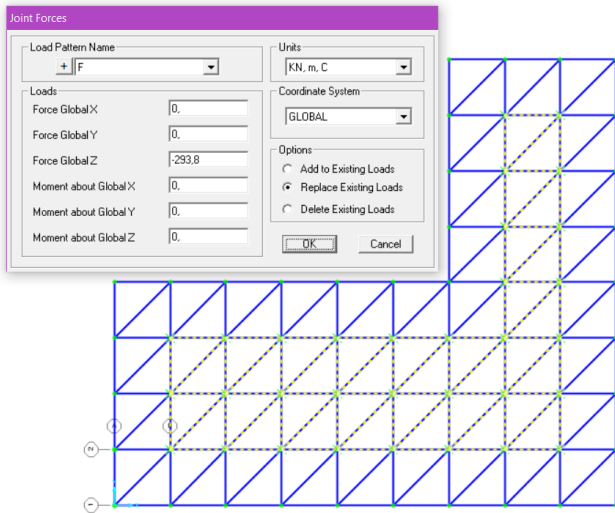 Joint Forces
Load Pattern Name
+ F
Units
KN, m, C
Loads
Force Global X 0,
Force Global Y 0,
Force Global Z -293,8
Moment about Global X 0,
Moment about Global Y 0,
Moment about Global Z 0,
Coordinate System
GLOBAL
Options
Add to Existing Loads
Replace Existing Loads
Delete Existing Loads
OK Cancel
2
1